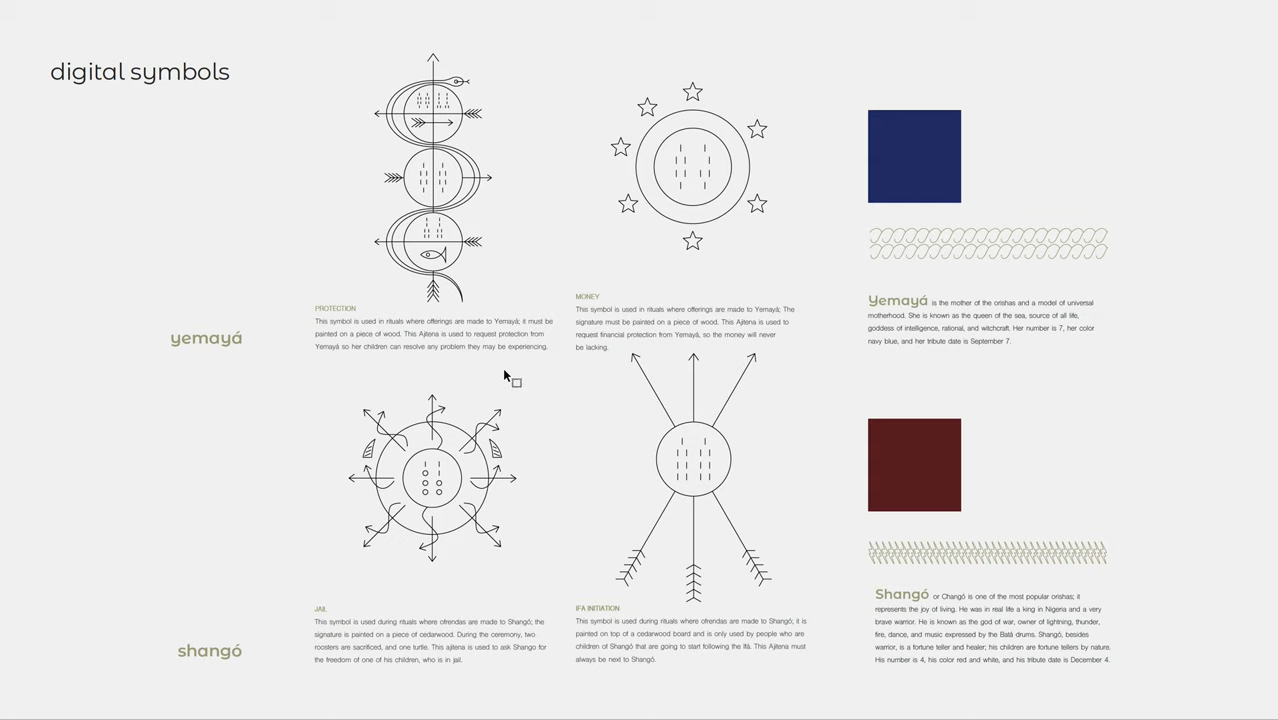 digital symbols
yemayá
PROTECTION
This symbol is used in rituals where offerings are made to Yemayá; it must be
painted on a piece of wood. This Ajitena is used to request protection from
Yemayá so her children can resolve any problem they may be experiencing.
MONEY
This symbol is used in rituals where offerings are made to Yemayá; The
signature must be painted on a piece of wood. This Ajitena is used to
request financial protection from Yemayá, so the money will never
be lacking.
Yemayá is the mother of the orishas and a model of universal
motherhood. She is known as the queen of the sea, source of all life,
goddess of intelligence, rational, and witchcraft. Her number is 7, her color
navy blue, and her tribute date is September 7.
shangó
JAIL
This symbol is used during rituals where ofrendas are made to Shangó; the
signature is painted on a piece of cedarwood. During the ceremony, two
roosters are sacrificed, and one turtle. This ajitena is used to ask Shango for
the freedom of one of his children, who is in jail.
IFA INITIATION
This symbol is used during rituals where ofrendas are made to Shangó; it is
painted on top of a cedarwood board and is only used by people who are
children of Shangó that are going to start following the Ifá. This Ajitena must
always be next to Shangó.
Shangó or Changó is one of the most popular orishas; it
represents the joy of living. He was in real life a king in Nigeria and a very
brave warrior. He is known as the god of war, owner of lightning, thunder,
fire, dance, and music expressed by the Batá drums. Shangó, besides
warrior, is a fortune teller and healer; his children are fortune tellers by nature.
His number is 4, his color red and white, and his tribute date is December 4.